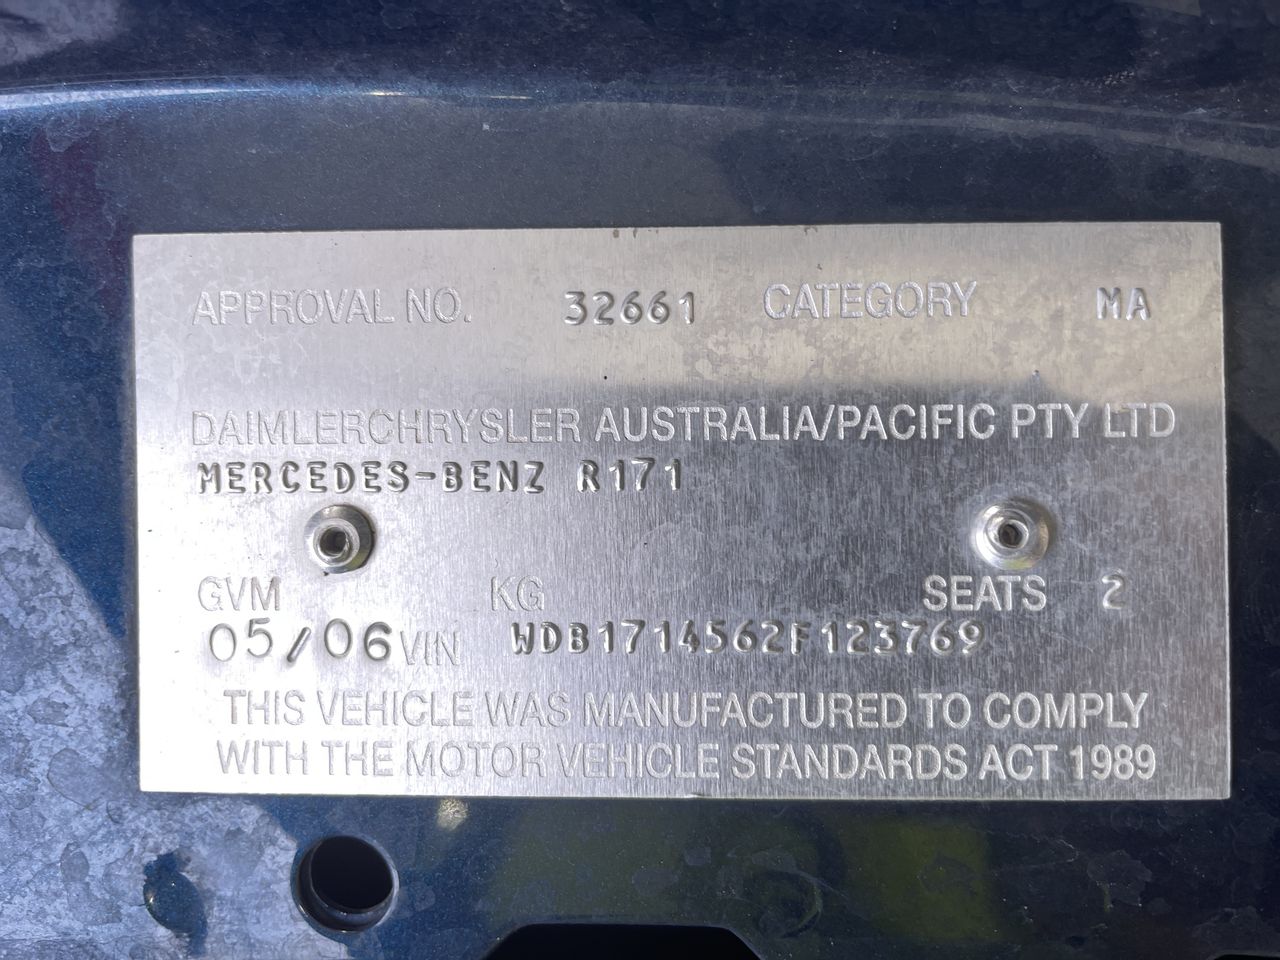 APPROVAL NO. 32661 CATEGORY MA
DAIMLERCHRYSLER AUSTRALIA/PACIFIC PTY LTD
MERCEDES-BENZ R171
GVM KG SEATS 2
05/06 VIN WDB1714562F123769
THIS VEHICLE WAS MANUFACTURED TO COMPLY
WITH THE MOTOR VEHICLE STANDARDS ACT 1989